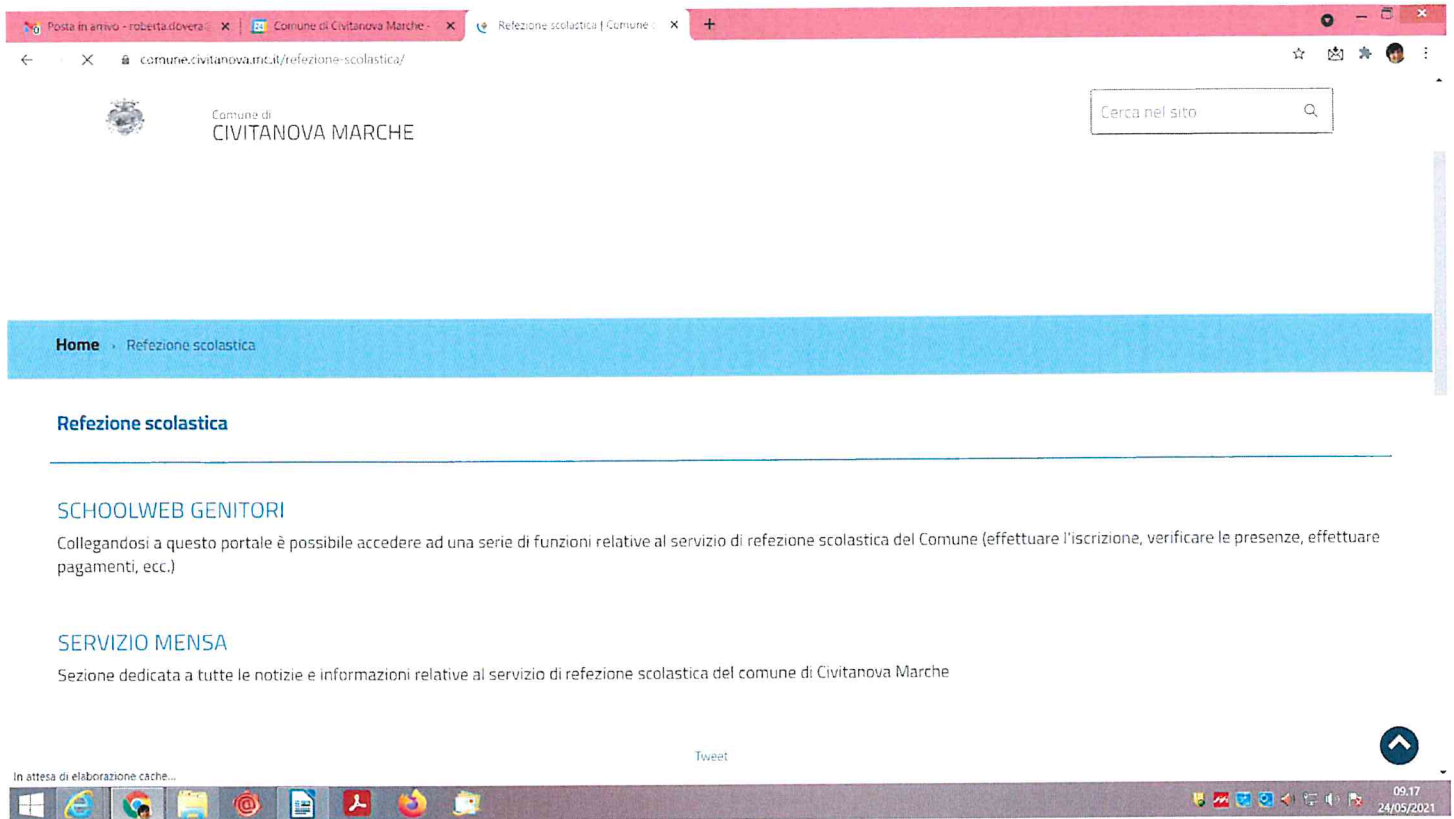 Posta in arrivo - roberta.dovera
Comune di Civitanova Marche -
Refezione scolastica | Comune
comune.civitanova.mc.it/refezione-scolastica/
Comune di
CIVITANOVA MARCHE
Cerca nel sito
Home › Refezione scolastica
Refezione scolastica
SCHOOLWEB GENITORI
Collegandosi a questo portale è possibile accedere ad una serie di funzioni relative al servizio di refezione scolastica del Comune (effettuare l'iscrizione, verificare le presenze, effettuare
pagamenti, ecc.)
SERVIZIO MENSA
Sezione dedicata a tutte le notizie e informazioni relative al servizio di refezione scolastica del comune di Civitanova Marche
Tweet
In attesa di elaborazione cache...
09.17
24/05/2021